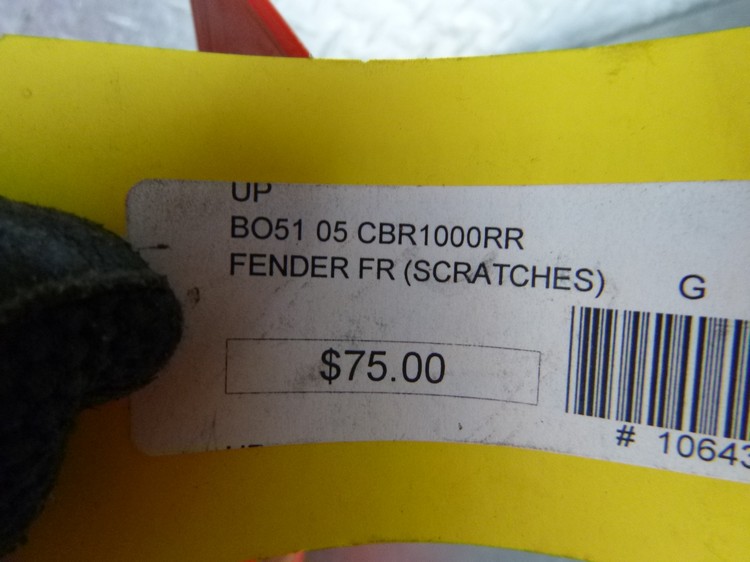 UP
BO51 05 CBR1000RR
FENDER FR (SCRATCHES)
G
$75.00
# 10643